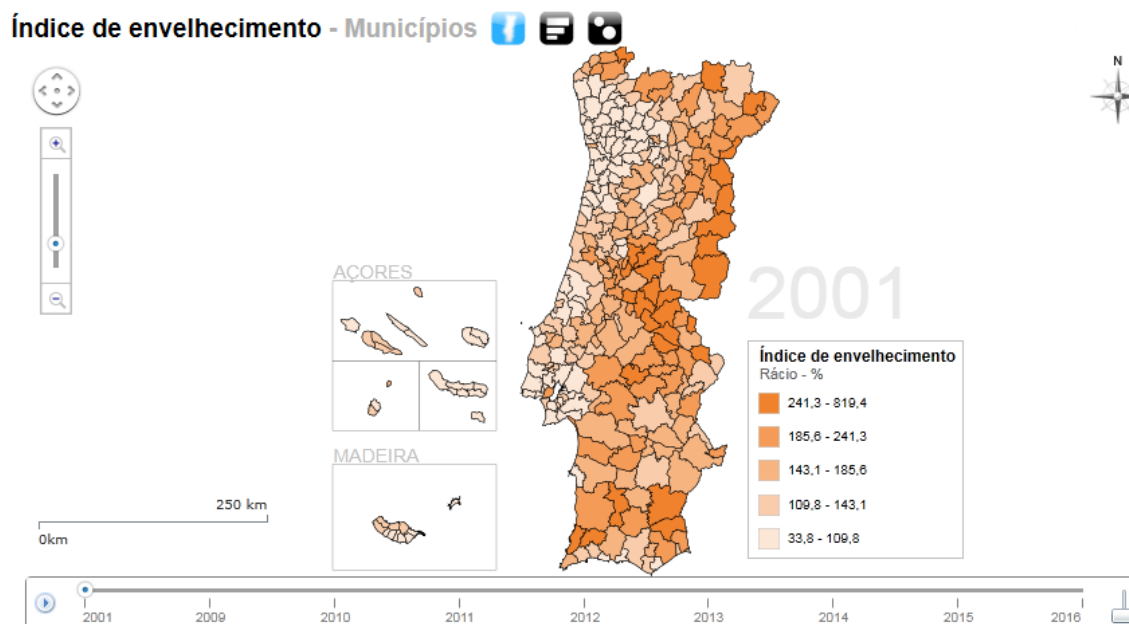 Índice de envelhecimento - Municípios
N
AÇORES
2001
MADEIRA
Índice de envelhecimento
Rácio - %
241,3 - 819,4
185,6 - 241,3
143,1 - 185,6
109,8 - 143,1
33,8 - 109,8
250 km
0km
2001 2009 2010 2011 2012 2013 2014 2015 2016